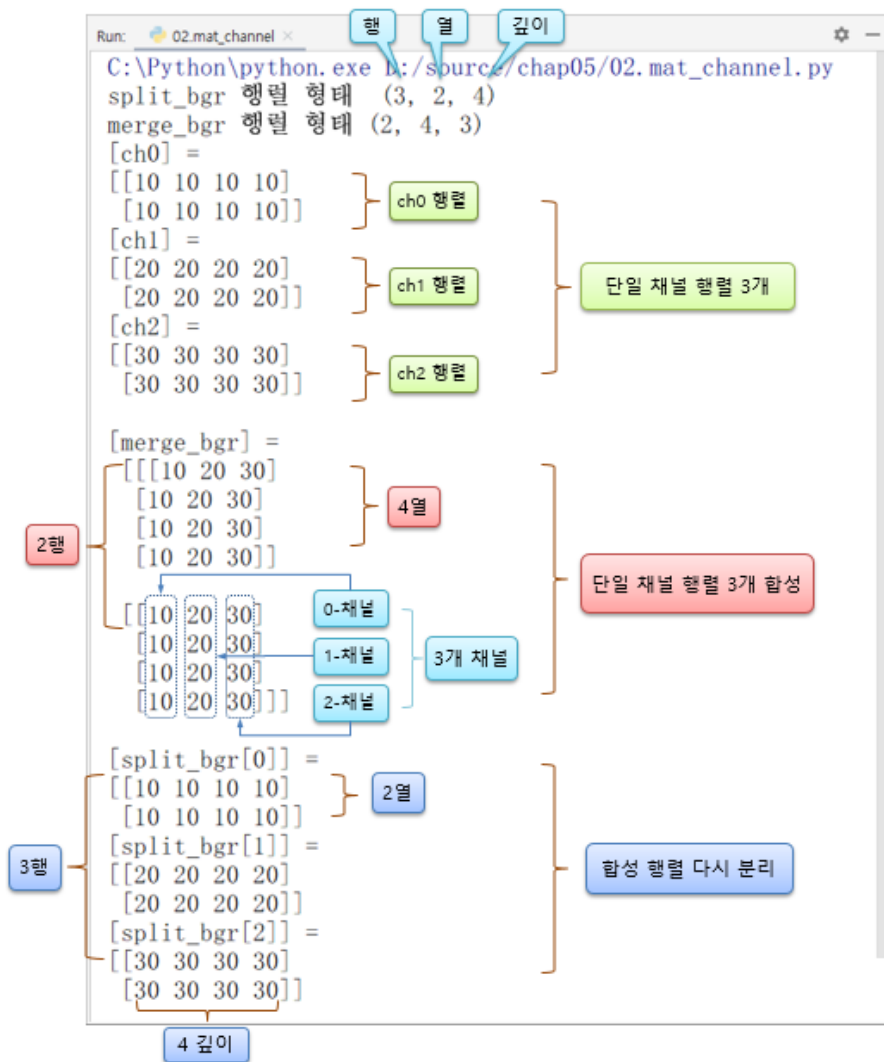 행 열 깊이
Run: 02.mat_channel ×
C:\Python\python.exe D:/source/chap05/02.mat_channel.py
split_bgr 행렬 형태 (3, 2, 4)
merge_bgr 행렬 형태 (2, 4, 3)
[ch0] =
[[10 10 10 10]
[10 10 10 10]]
ch0 행렬
[ch1] =
[[20 20 20 20]
[20 20 20 20]]
ch1 행렬
단일 채널 행렬 3개
[ch2] =
[[30 30 30 30]
[30 30 30 30]]
ch2 행렬
[merge_bgr] =
[[[10 20 30]
[10 20 30]
[10 20 30]
[10 20 30]]
4열
2행
단일 채널 행렬 3개 합성
[[10 20 30]
[10 20 30]
[10 20 30]
[10 20 30]]]
0-채널
1-채널
2-채널
3개 채널
[split_bgr[0]] =
[[10 10 10 10]
[10 10 10 10]]
2열
[split_bgr[1]] =
[[20 20 20 20]
[20 20 20 20]]
3행
합성 행렬 다시 분리
[split_bgr[2]] =
[[30 30 30 30]
[30 30 30 30]]
4 깊이